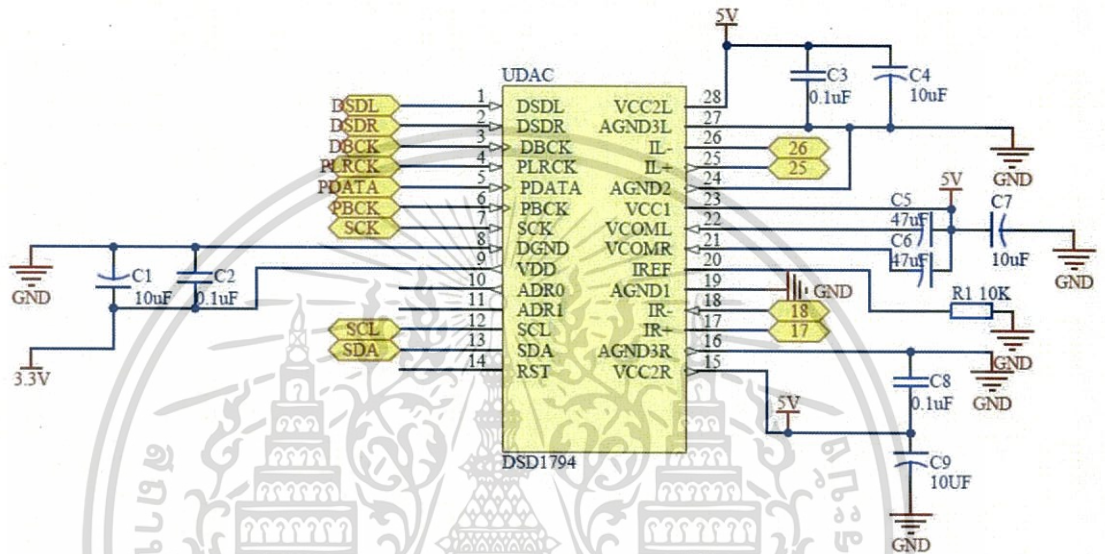 5V
UDAC
C3
0.1uF
C4
10uF
DSDL 1 DSDL VCC2L 28
DSDR 2 DSDR AGND3L 27
DBCK 3 DBCK IL- 26 26
PLRCK 4 PLRCK IL+ 25 25
PDATA 5 PDATA AGND2 24
PBCK 6 PBCK VCC1 23
SCK 7 SCK VCOML 22
8 DGND VCOMR 21
9 VDD IREF 20
10 ADR0 AGND1 19 GND
11 ADR1 IR- 18 18
SCL 12 SCL IR+ 17 17
SDA 13 SDA AGND3R 16
14 RST VCC2R 15
DSD1794
GND
5V
C5
47uF
C6
47uF
C7
10uF
GND
GND
C1
10uF
C2
0.1uF
3.3V
R1 10K
GND
GND
C8
0.1uF
5V
C9
10UF
GND